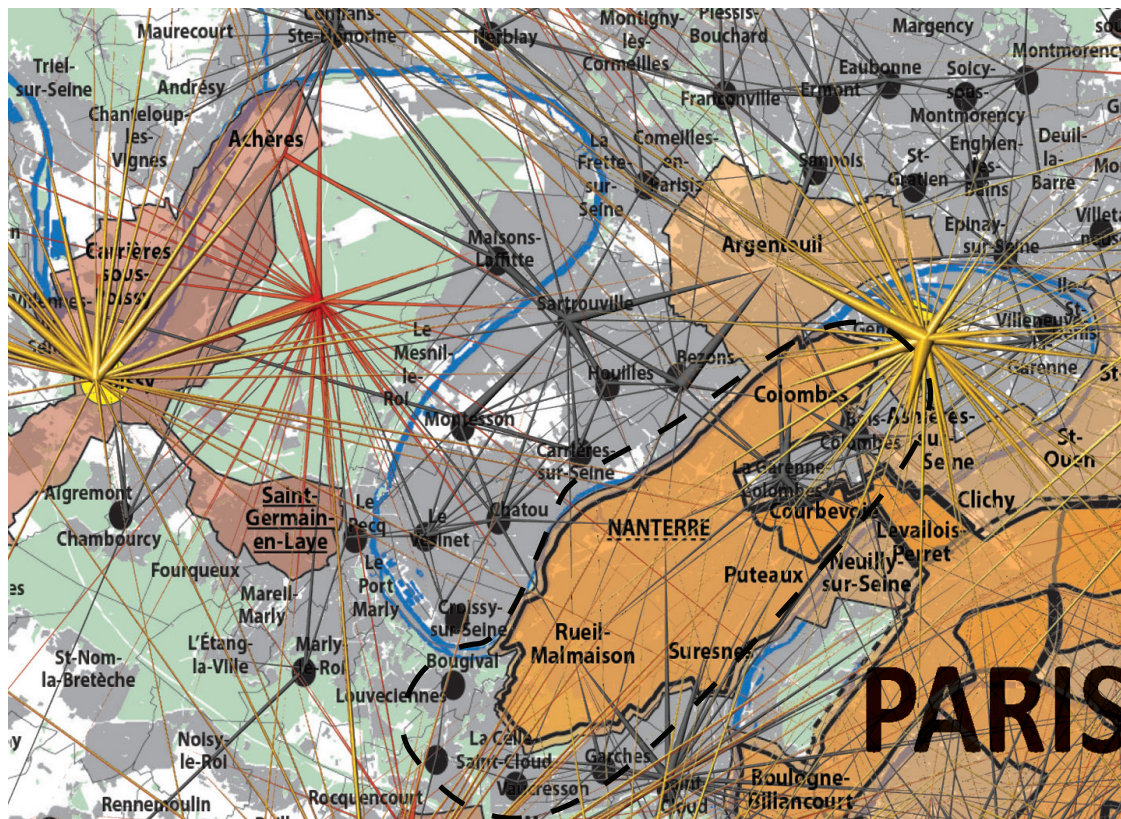 Conflans-
Ste-Honorine
Maurecourt
Herblay
Montigny-
lès-
Cormeilles
Plessis-
Bouchard
Margency
Montmorency
Triel-
sur-Seine
Andrésy
Chanteloup-
les-
Vignes
Achères
Franconville
Eaubonne
Ermont
Soicy-
sous-
Montmorency
La
Frette-
sur-
Seine
Comeilles-
en-
Parisis
Sannois
St-
Gratien
Enghien-
les-
Bains
Deuil-
la-
Barre
Carrières
sous-
Poissy
Maisons-
Laffitte
Argenteuil
Epinay-
sur-Seine
Sartrouville
Villeneuve
Garenne
Le
Mesnil-
le-
Roi
Houilles
Bezons
Colombes
Bois-
Colombes
Asnières-
sur-
Seine
St-
Ouen
Montesson
Carrières-
sur-Seine
La Garenne
Colombes
Courbevoie
Clichy
Levallois-
Perret
Aigremont
Chambourcy
Saint-
Germain-
en-Laye
Le
Pecq
Le
Vésinet
Chatou
NANTERRE
Puteaux
Neuilly-
sur-Seine
Fourqueux
Mareil-
Marly
Le
Port
Marly
Croissy-
sur-Seine
Rueil-
Malmaison
Suresnes
St-Nom-
la-Bretèche
L'Étang-
la-Ville
Marly-
le-Roi
Bougival
Louveciennes
PARIS
Noisy-
le-Roi
La Celle-
Saint-Cloud
Garches
Vaucresson
Saint
Cloud
Boulogne-
Billancourt
Rennemoulin
Rocquencourt